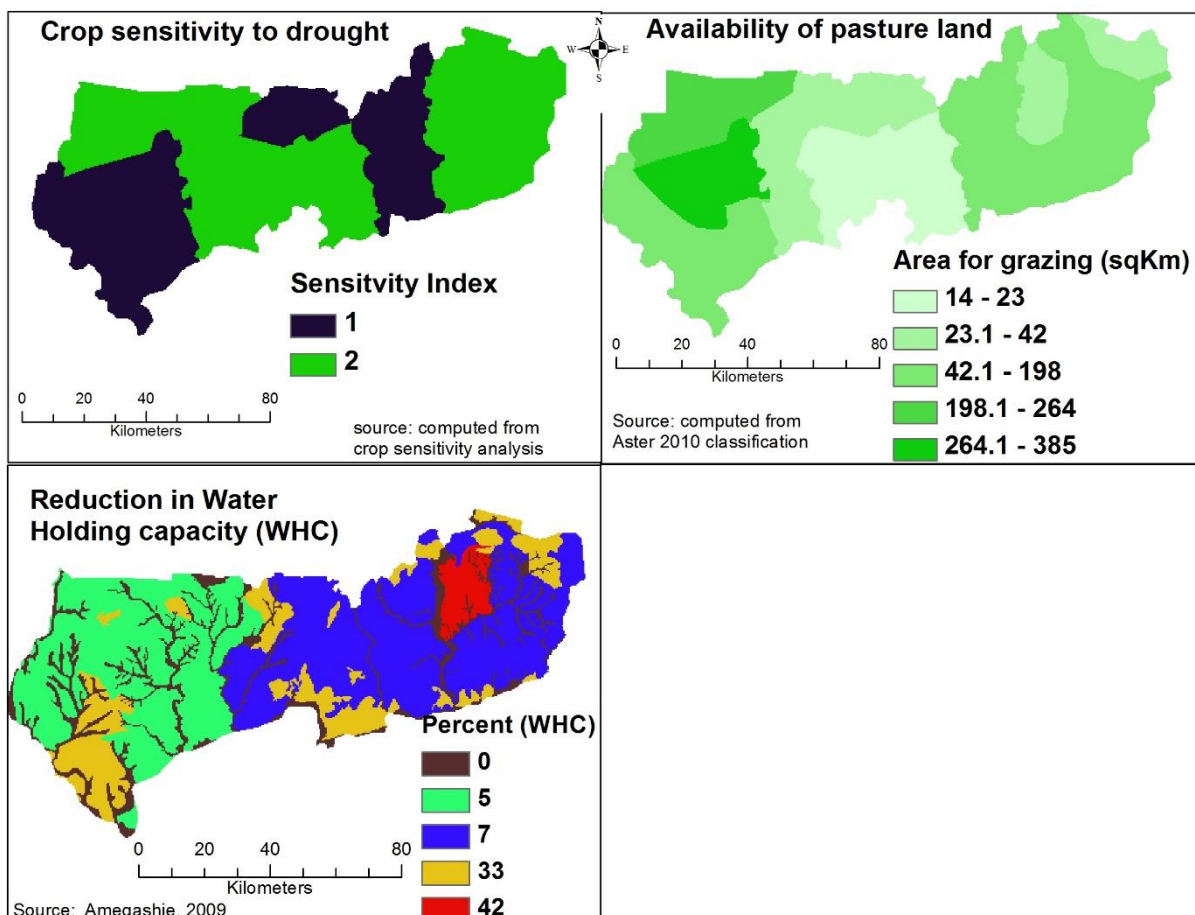 Crop sensitivity to drought
Sensitvity Index
1
2
0 20 40 80
Kilometers
source: computed from
crop sensitivity analysis
N
W E
S
Availability of pasture land
Area for grazing (sqKm)
14 - 23
23.1 - 42
42.1 - 198
198.1 - 264
264.1 - 385
0 20 40 80
Kilometers
Source: computed from
Aster 2010 classification
Reduction in Water
Holding capacity (WHC)
Percent (WHC)
0
5
7
33
42
0 20 40 80
Kilometers
Source: Amegashie, 2009